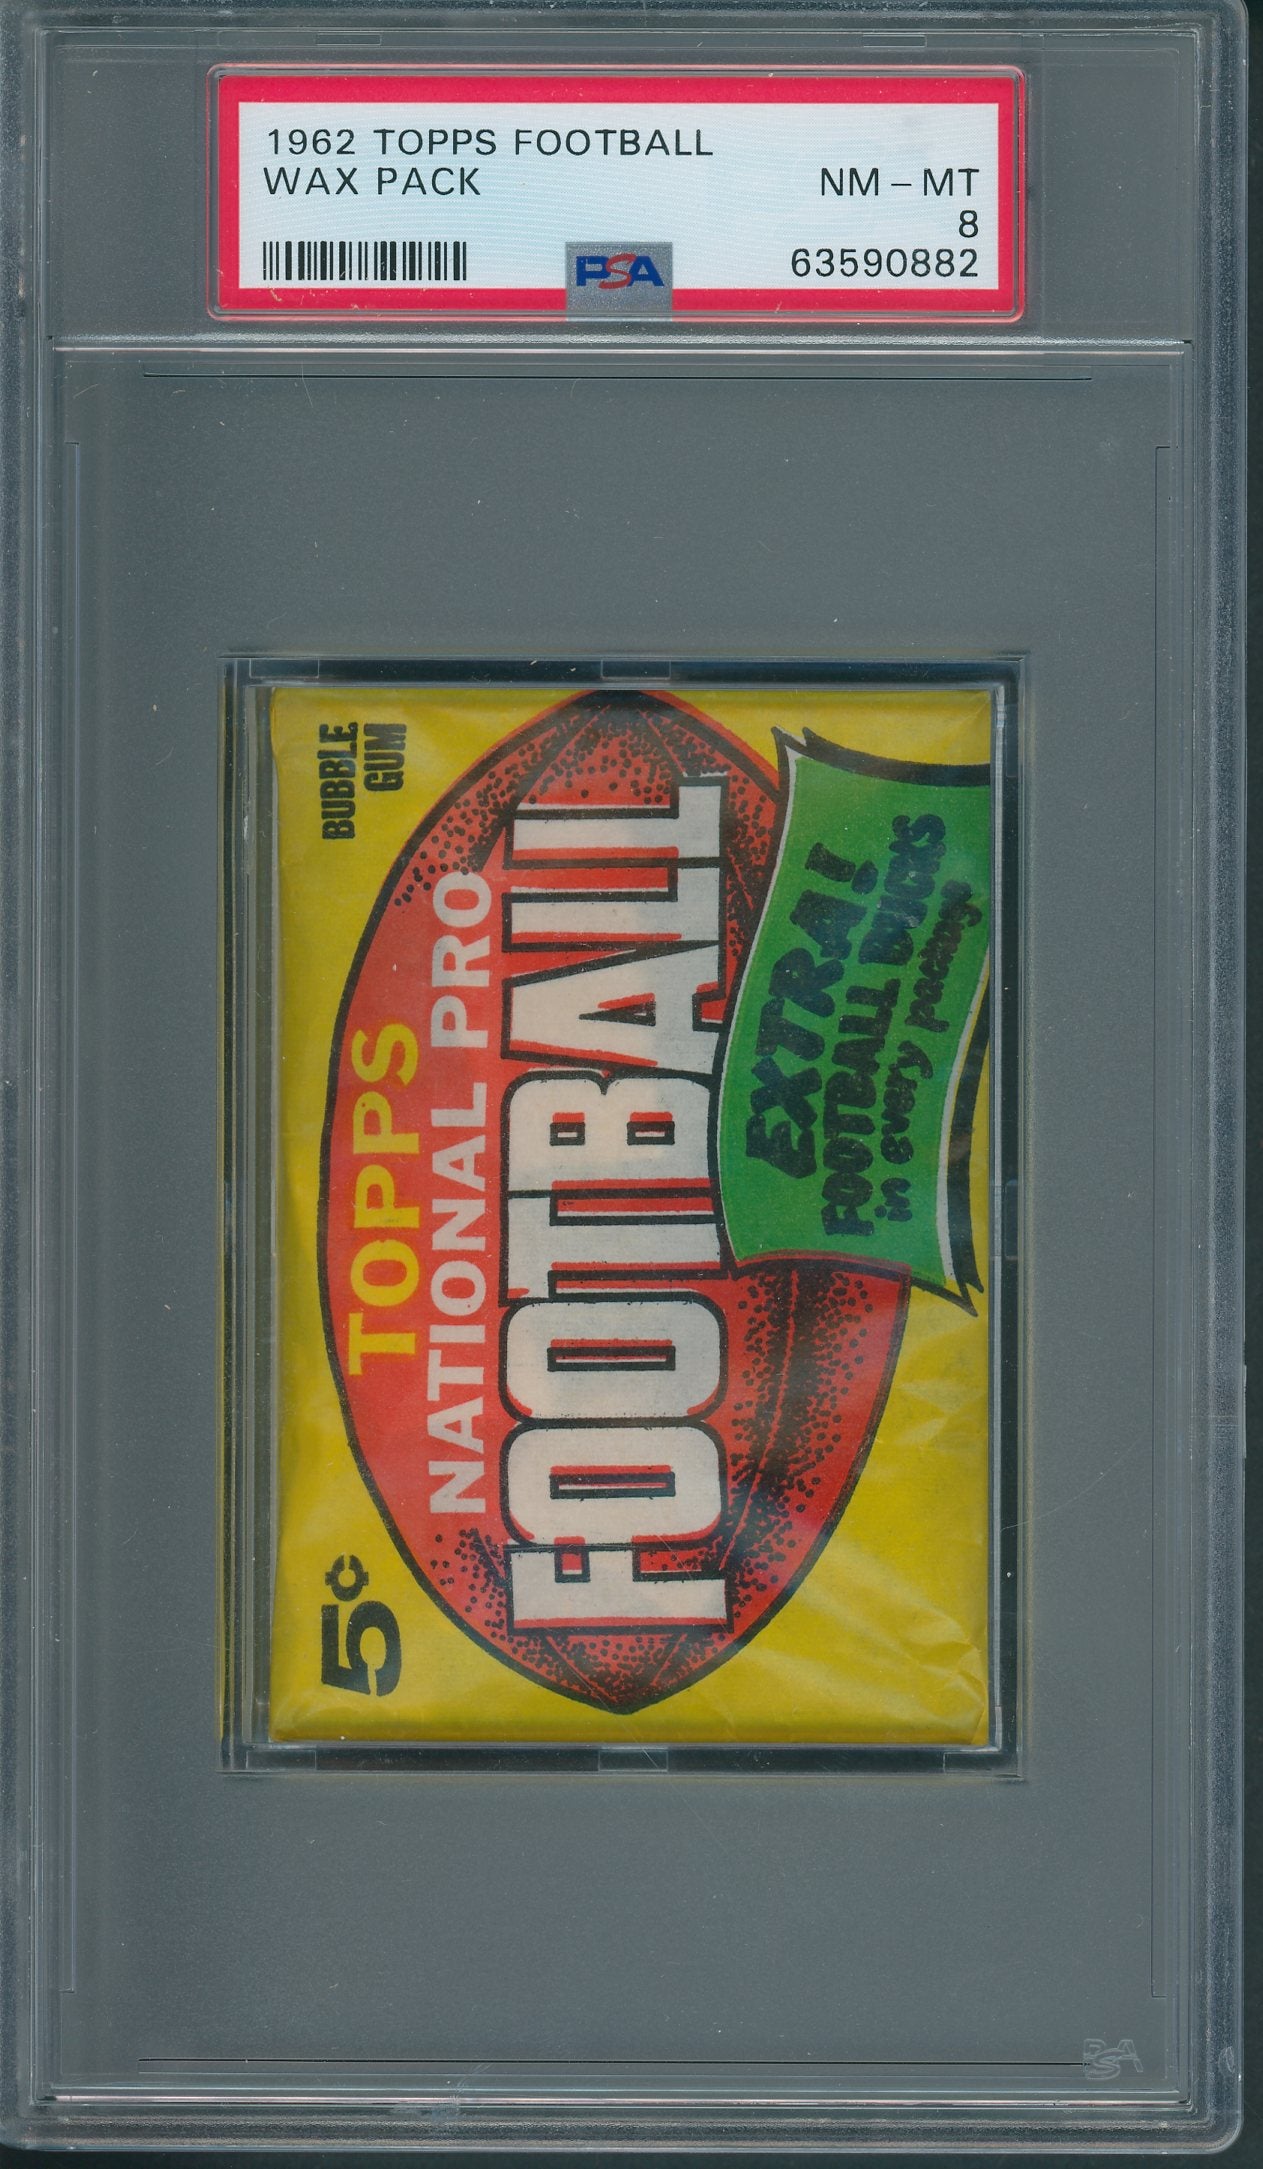 1962 TOPPS FOOTBALL
WAX PACK
NM - MT
8
63590882
PSA
5¢
BUBBLE
GUM
TOPPS
NATIONAL PRO
FOOTBALL
EXTRA!
FOOTBALL BUCKS
in every package
PSA